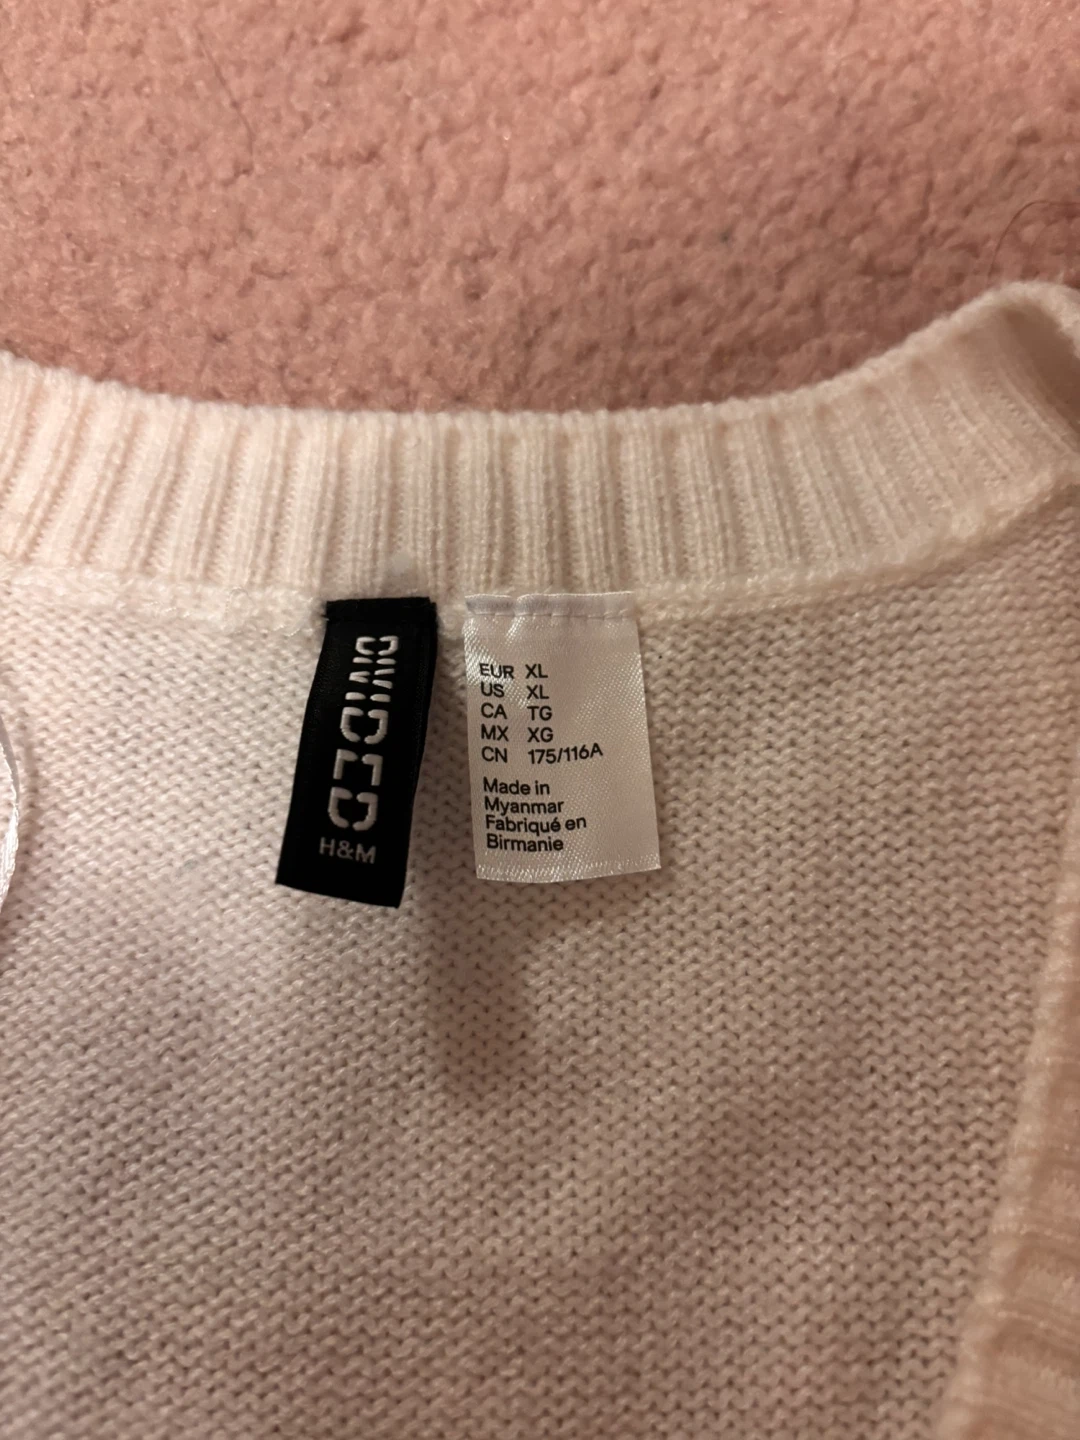 DIVIDED
H&M
EUR XL
US XL
CA TG
MX XG
CN 175/116A
Made in
Myanmar
Fabriqué en
Birmanie